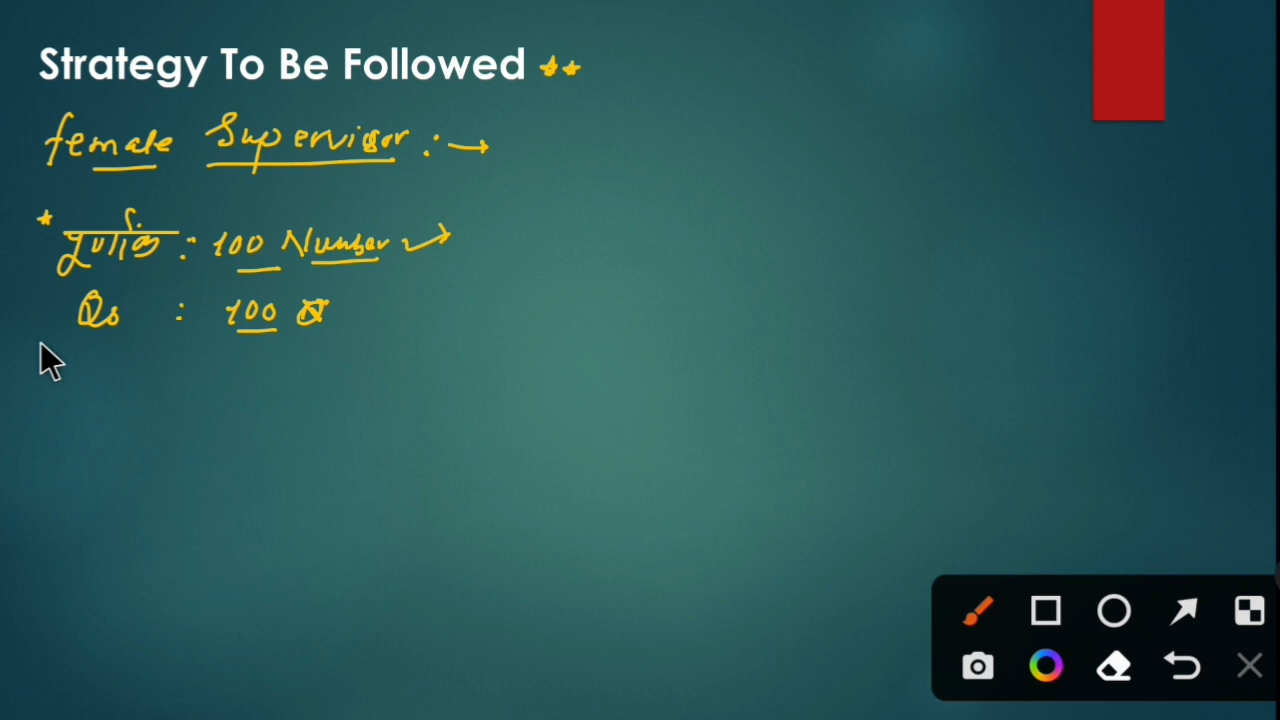 Strategy To Be Followed
female Supervisor :→
: 100 Number
Qs : 100